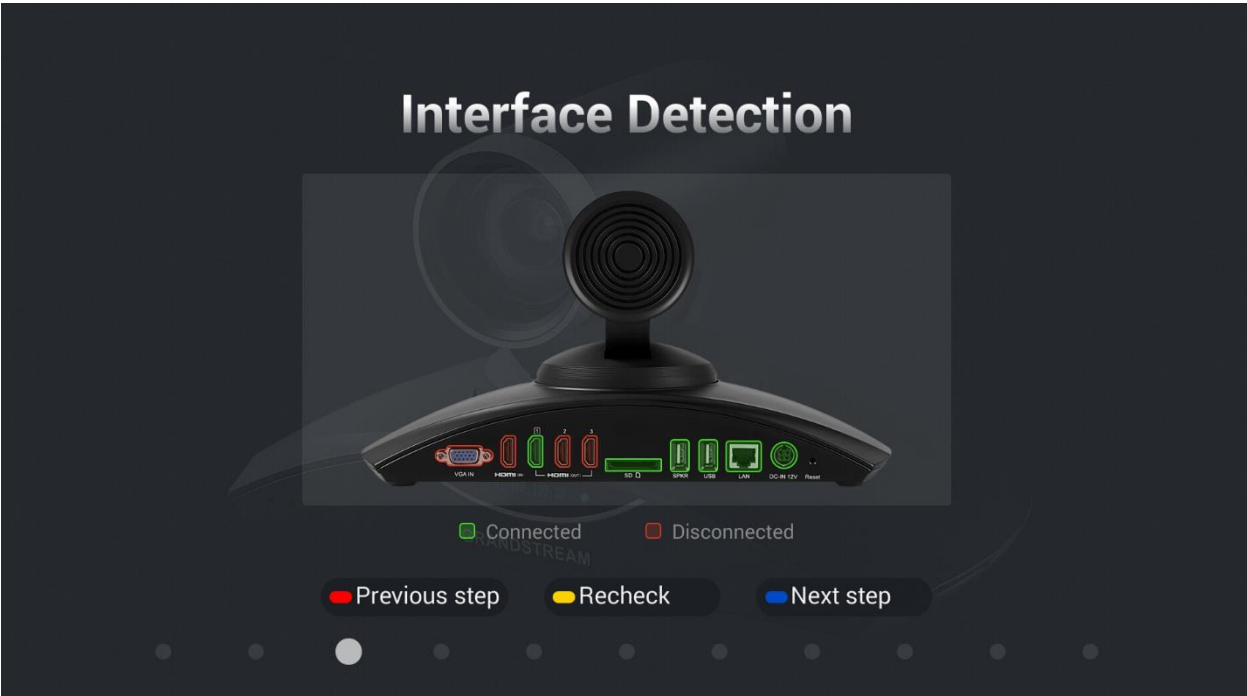 Interface Detection
1 2 3
VGA IN HDMI (IN) HDMI (OUT) SD SPKR USB LAN DC-IN 12V Reset
Connected Disconnected
GRANDSTREAM
Previous step Recheck Next step